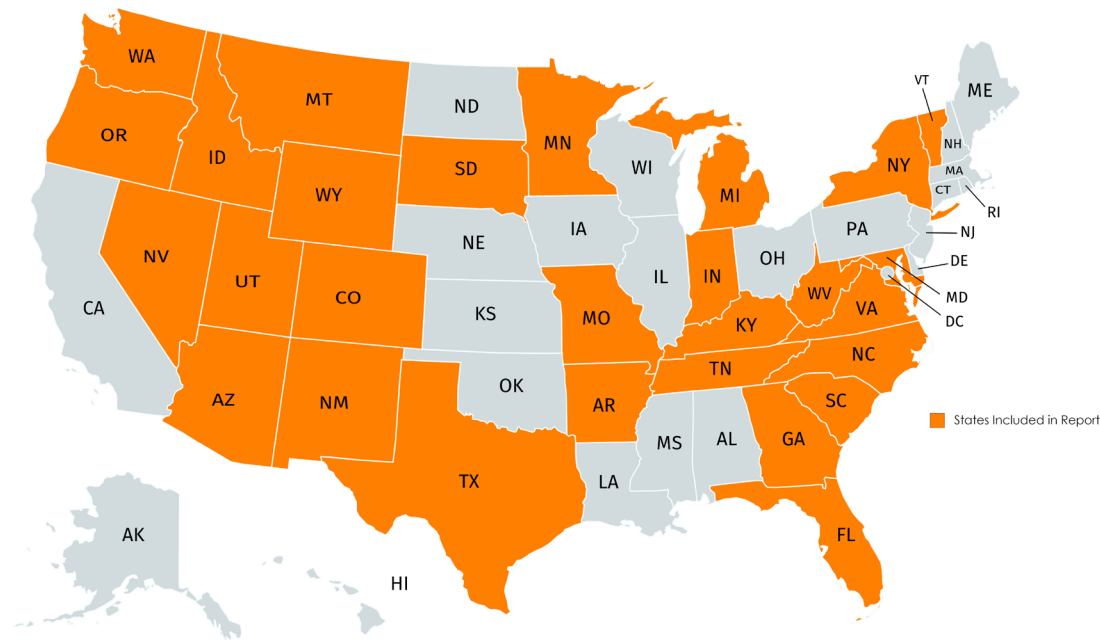 WA
MT
ND
MN
VT
ME
OR
ID
SD
WI
NY
NH
MA
WY
MI
CT
RI
NE
IA
PA
NJ
NV
UT
CO
IL
IN
OH
DE
CA
KS
MO
WV
VA
MD
KY
DC
AZ
NM
OK
AR
TN
NC
SC
MS
AL
GA
States Included in Report
TX
LA
AK
FL
HI